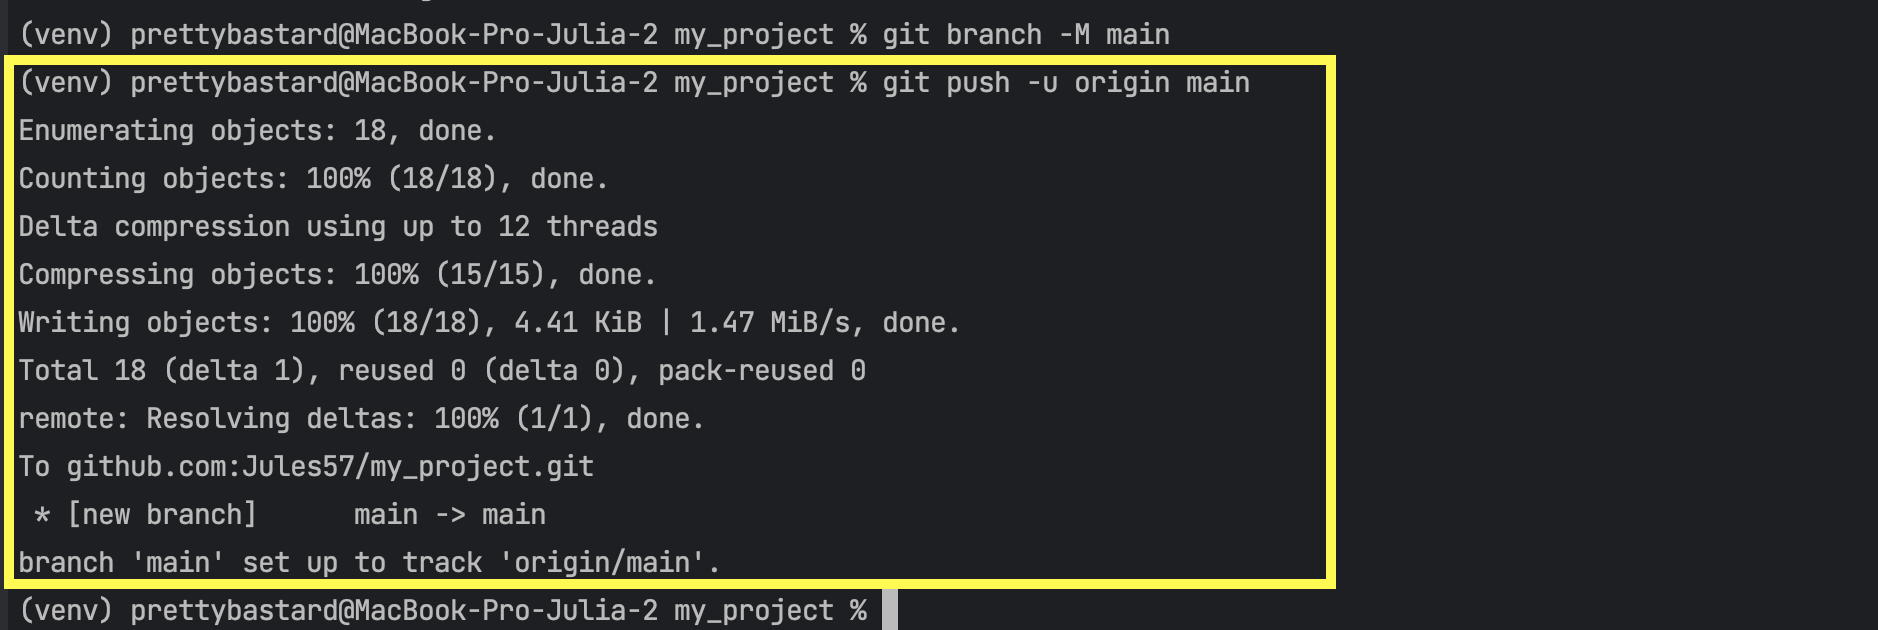 (venv) prettybastard@MacBook-Pro-Julia-2 my_project % git branch -M main
(venv) prettybastard@MacBook-Pro-Julia-2 my_project % git push -u origin main
Enumerating objects: 18, done.
Counting objects: 100% (18/18), done.
Delta compression using up to 12 threads
Compressing objects: 100% (15/15), done.
Writing objects: 100% (18/18), 4.41 KiB | 1.47 MiB/s, done.
Total 18 (delta 1), reused 0 (delta 0), pack-reused 0
remote: Resolving deltas: 100% (1/1), done.
To github.com:Jules57/my_project.git
 * [new branch]      main -> main
branch 'main' set up to track 'origin/main'.
(venv) prettybastard@MacBook-Pro-Julia-2 my_project %